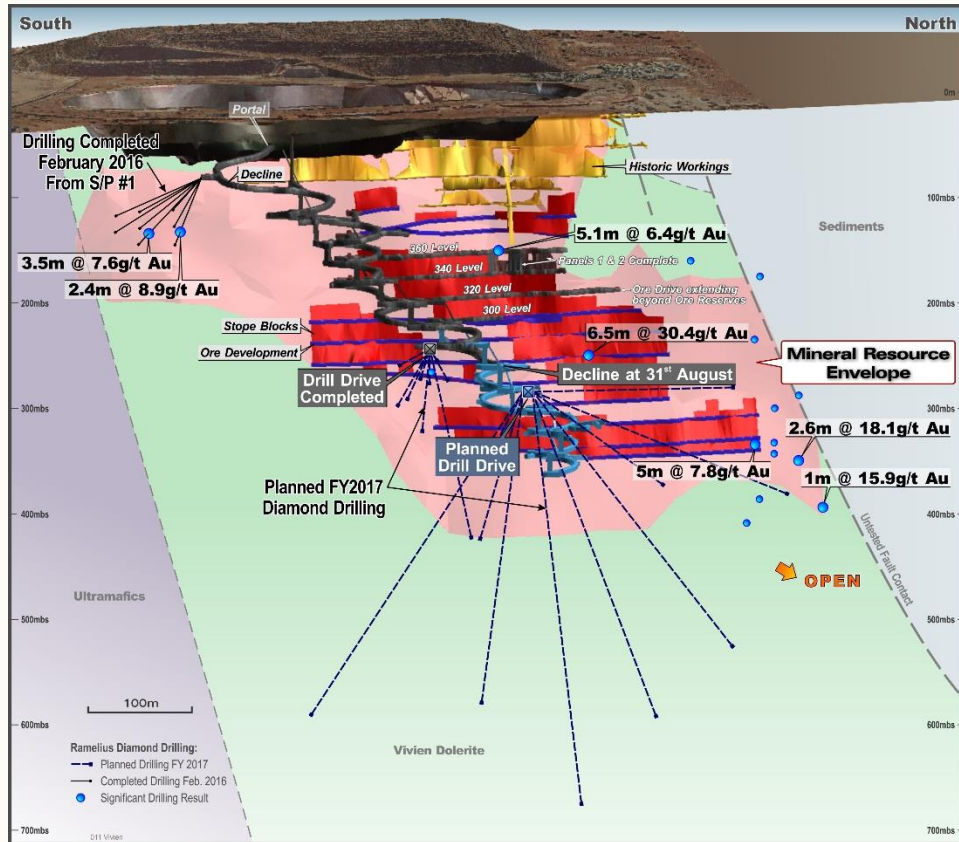 South
North
0m
Portal
Drilling Completed
February 2016
From S/P #1
Decline
Historic Workings
100mbs
100mbs
Sediments
3.5m @ 7.6g/t Au
2.4m @ 8.9g/t Au
5.1m @ 6.4g/t Au
360 Level
Panels 1 & 2 Complete
340 Level
320 Level
Ore Drive extending
beyond Ore Reserves
300 Level
200mbs
200mbs
Stope Blocks
Ore Development
6.5m @ 30.4g/t Au
Mineral Resource
Envelope
Drill Drive
Completed
Decline at 31st August
300mbs
300mbs
2.6m @ 18.1g/t Au
Planned
Drill Drive
5m @ 7.8g/t Au
1m @ 15.9g/t Au
Planned FY2017
Diamond Drilling
400mbs
400mbs
OPEN
Untested Fault Contact
Ultramafics
500mbs
500mbs
100m
600mbs
600mbs
Vivien Dolerite
Ramelius Diamond Drilling:
Planned Drilling FY 2017
Completed Drilling Feb. 2016
Significant Drilling Result
700mbs
700mbs
011 Vivien